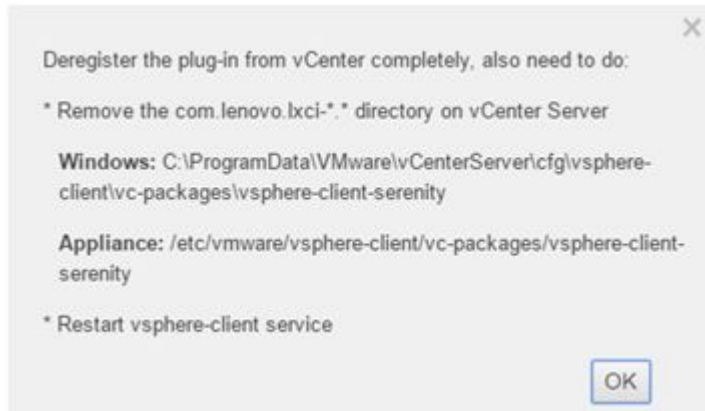 Deregister the plug-in from vCenter completely, also need to do:
* Remove the com.lenovo.lxci-*.* directory on vCenter Server
Windows: C:\ProgramData\VMware\vCenterServer\cfg\vsphere-
client\vc-packages\vsphere-client-serenity
Appliance: /etc/vmware/vsphere-client/vc-packages/vsphere-client-
serenity
* Restart vsphere-client service
OK